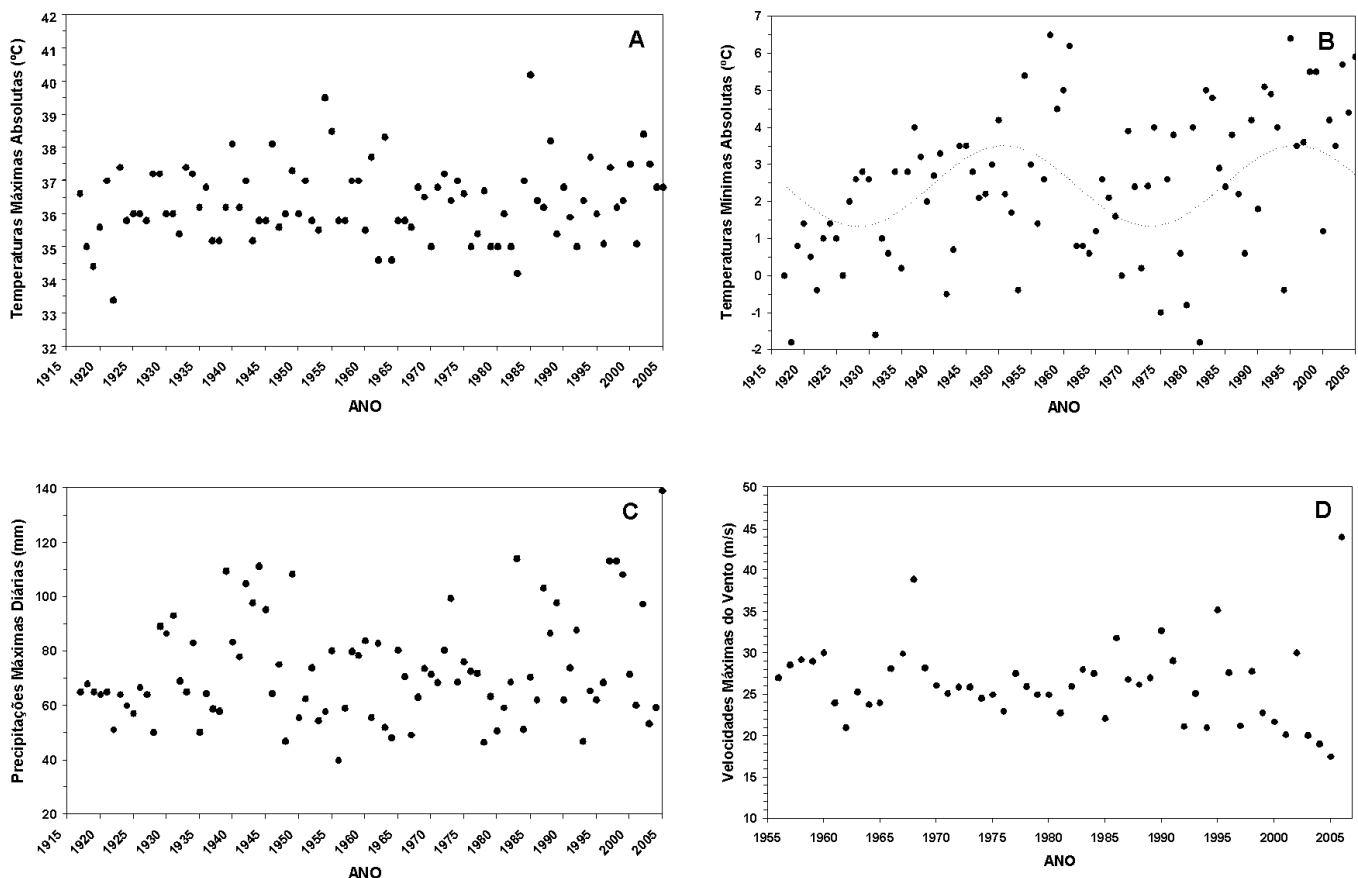 A
Temperaturas Máximas Absolutas (ºC)
42
41
40
39
38
37
36
35
34
33
32
1915 1920 1925 1930 1935 1940 1945 1950 1955 1960 1965 1970 1975 1980 1985 1990 1995 2000 2005
ANO
B
Temperaturas Mínimas Absolutas (ºC)
7
6
5
4
3
2
1
0
-1
-2
1915 1920 1925 1930 1935 1940 1945 1950 1955 1960 1965 1970 1975 1980 1985 1990 1995 2000 2005
ANO
C
Precipitações Máximas Diárias (mm)
140
120
100
80
60
40
20
1915 1920 1925 1930 1935 1940 1945 1950 1955 1960 1965 1970 1975 1980 1985 1990 1995 2000 2005
ANO
D
Velocidades Máximas do Vento (m/s)
50
45
40
35
30
25
20
15
10
1955 1960 1965 1970 1975 1980 1985 1990 1995 2000 2005
ANO